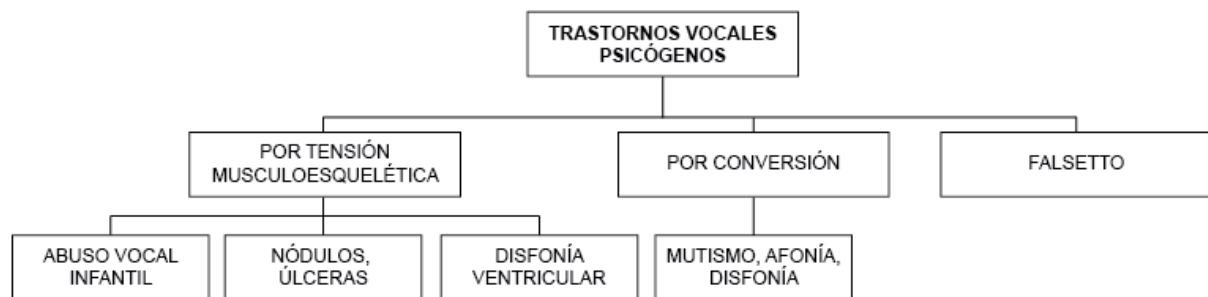 TRASTORNOS VOCALES
PSICÓGENOS
POR TENSIÓN
MUSCULOESQUELÉTICA
POR CONVERSIÓN
FALSETTO
ABUSO VOCAL
INFANTIL
NÓDULOS,
ÚLCERAS
DISFONÍA
VENTRICULAR
MUTISMO, AFONÍA,
DISFONÍA